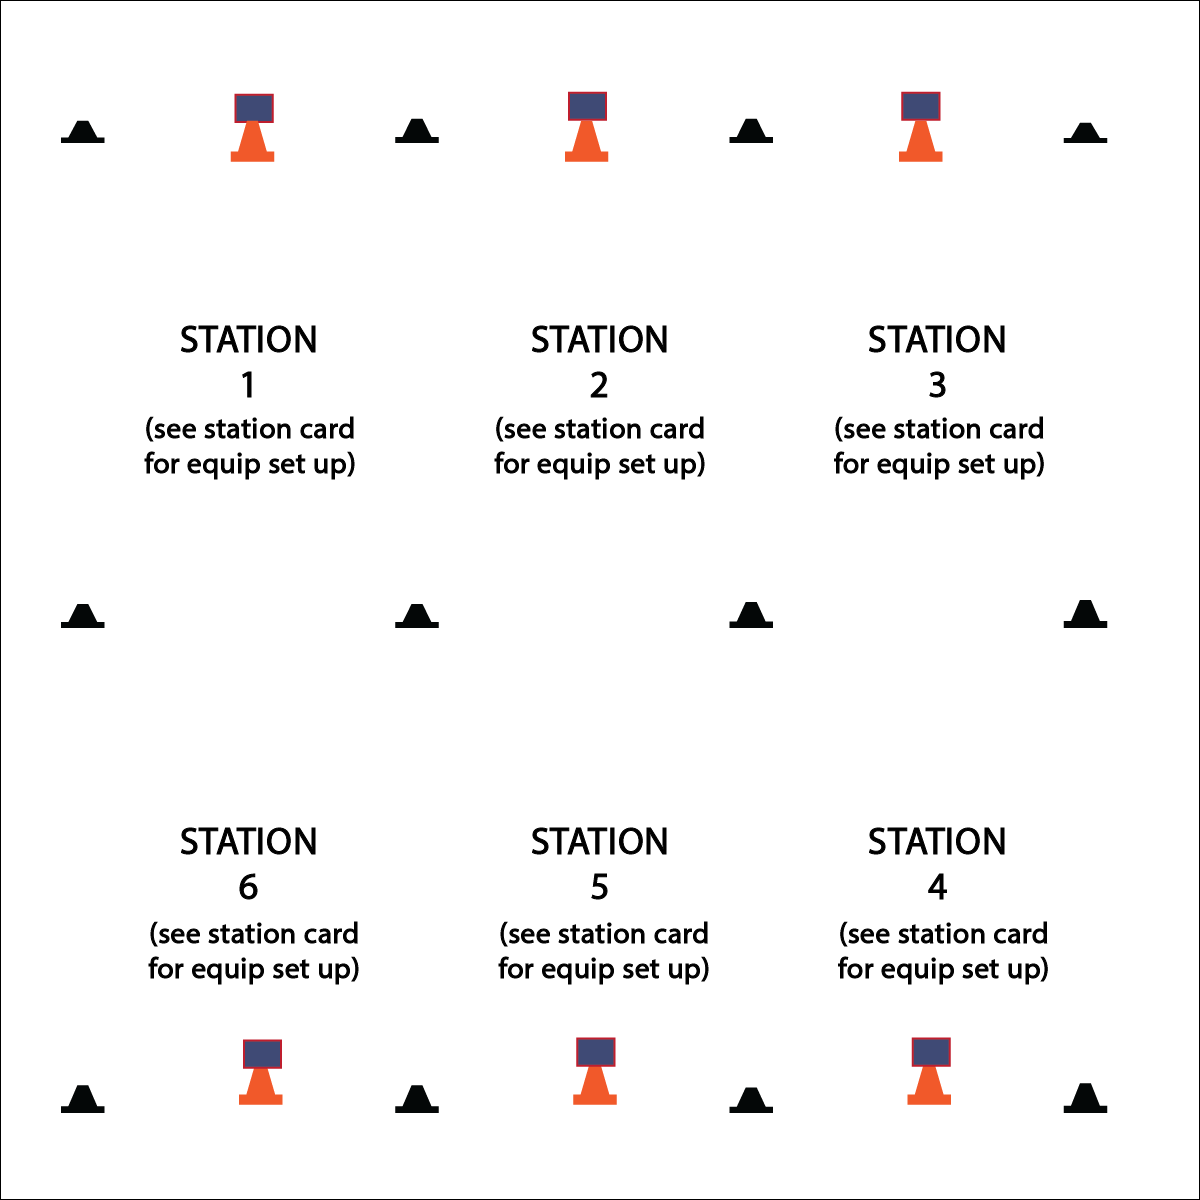 STATION
1
(see station card
for equip set up)
STATION
2
(see station card
for equip set up)
STATION
3
(see station card
for equip set up)
STATION
6
(see station card
for equip set up)
STATION
5
(see station card
for equip set up)
STATION
4
(see station card
for equip set up)